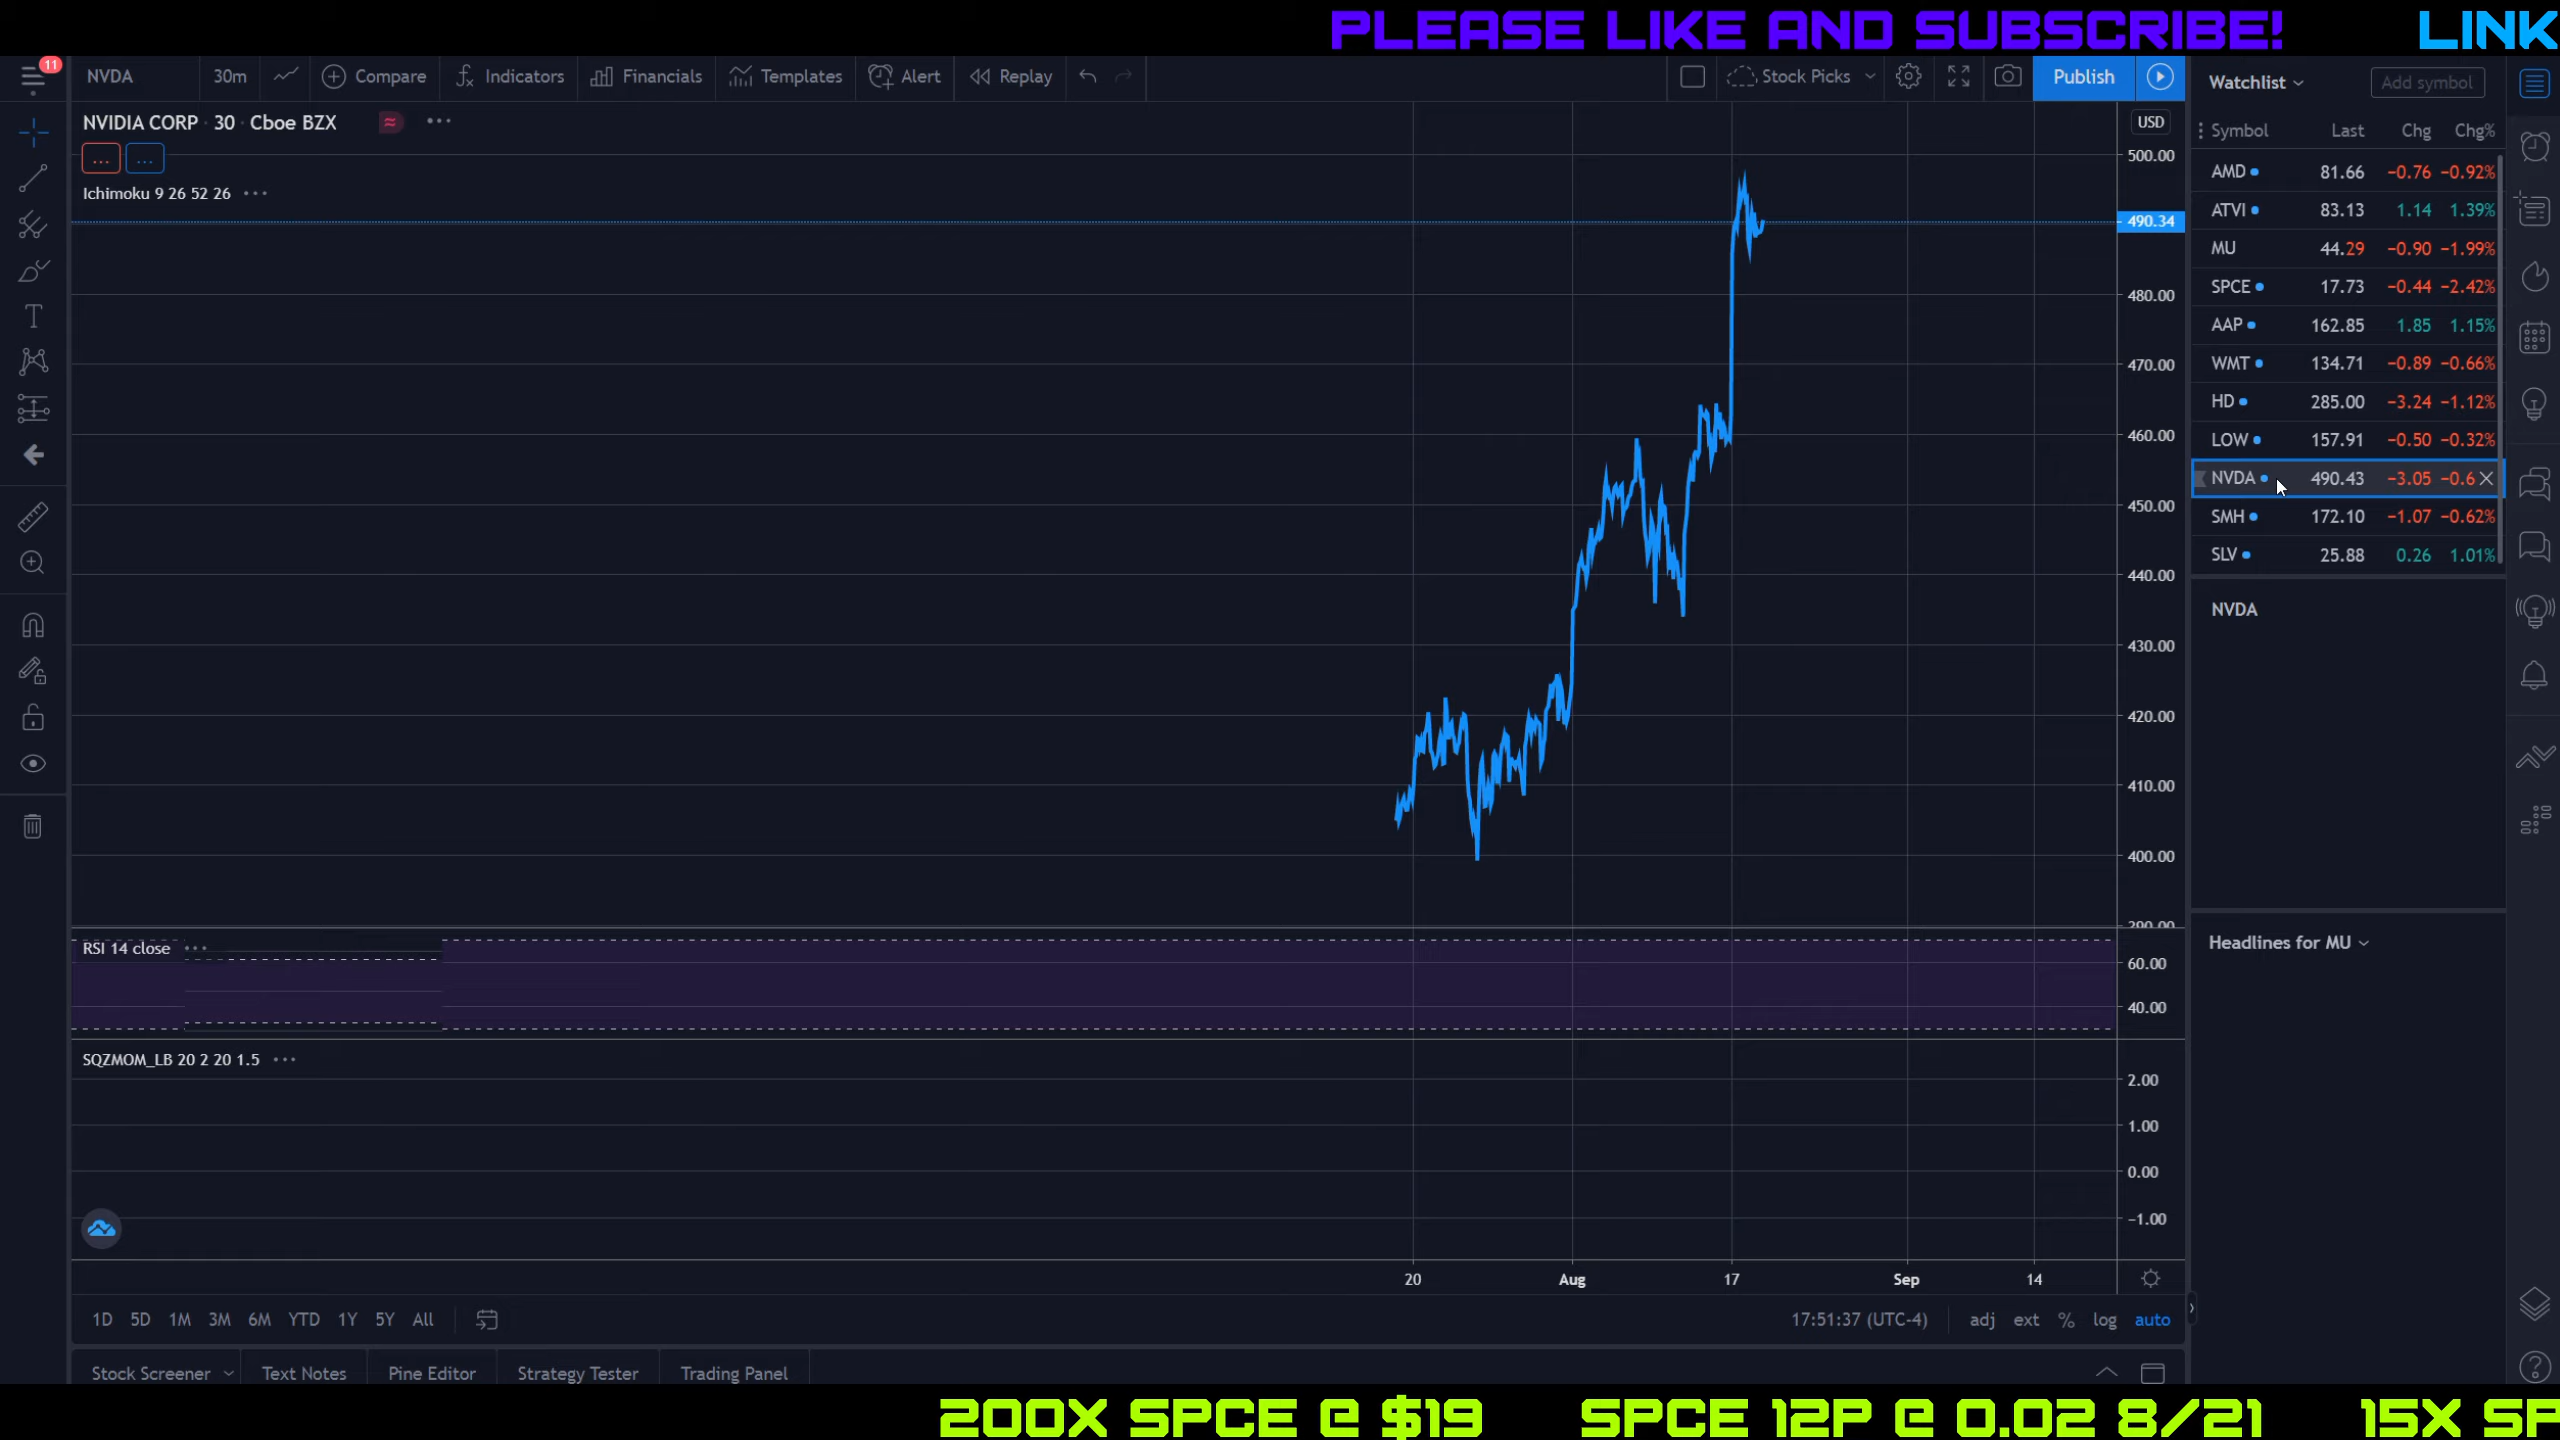 PLEASE LIKE AND SUBSCRIBE! LINK
11 NVDA 30m Compare Indicators Financials Templates Alert Replay Stock Picks Publish
Watchlist Add symbol
NVIDIA CORP · 30 · Cboe BZX ≈ ···
... ...
Ichimoku 9 26 52 26 ···
USD
500.00
490.34
480.00
470.00
460.00
450.00
440.00
430.00
420.00
410.00
400.00
Symbol Last Chg Chg%
AMD 81.66 −0.76 −0.92%
ATVI 83.13 1.14 1.39%
MU 44.29 −0.90 −1.99%
SPCE 17.73 −0.44 −2.42%
AAP 162.85 1.85 1.15%
WMT 134.71 −0.89 −0.66%
HD 285.00 −3.24 −1.12%
LOW 157.91 −0.50 −0.32%
NVDA 490.43 −3.05 −0.6
SMH 172.10 −1.07 −0.62%
SLV 25.88 0.26 1.01%
NVDA
Headlines for MU
RSI 14 close ···
60.00
40.00
SQZMOM_LB 20 2 20 1.5 ···
2.00
1.00
0.00
−1.00
20 Aug 17 Sep 14
1D 5D 1M 3M 6M YTD 1Y 5Y All 17:51:37 (UTC-4) adj ext % log auto
Stock Screener Text Notes Pine Editor Strategy Tester Trading Panel
200X SPCE @ $19 SPCE 12P @ 0.02 8/21 15X SP